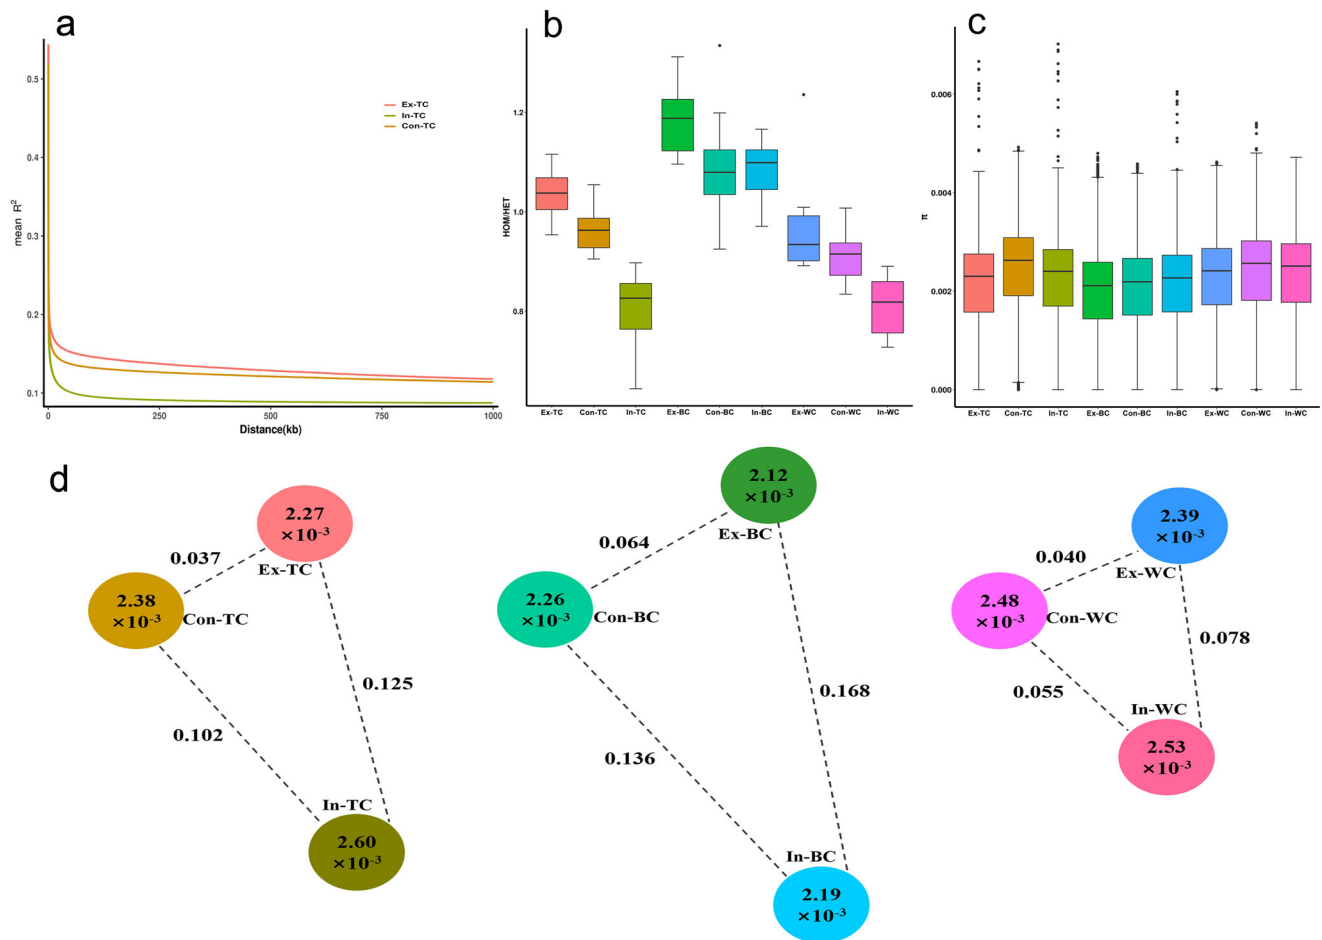 a
0.5
0.4
0.3
0.2
0.1
mean R²
0
250
500
750
1000
Distance(kb)
Ex-TC
In-TC
Con-TC
b
1.2
1.0
0.8
HOM/HET
Ex-TC Con-TC In-TC Ex-BC Con-BC In-BC Ex-WC Con-WC In-WC
c
0.006
0.004
0.002
0.000
π
Ex-TC Con-TC In-TC Ex-BC Con-BC In-BC Ex-WC Con-WC In-WC
d
2.27
×10⁻³
Ex-TC
0.037
2.38
×10⁻³
Con-TC
0.125
0.102
In-TC
2.60
×10⁻³
2.12
×10⁻³
Ex-BC
0.064
2.26
×10⁻³
Con-BC
0.168
0.136
In-BC
2.19
×10⁻³
2.39
×10⁻³
Ex-WC
0.040
2.48
×10⁻³
Con-WC
0.078
0.055
In-WC
2.53
×10⁻³